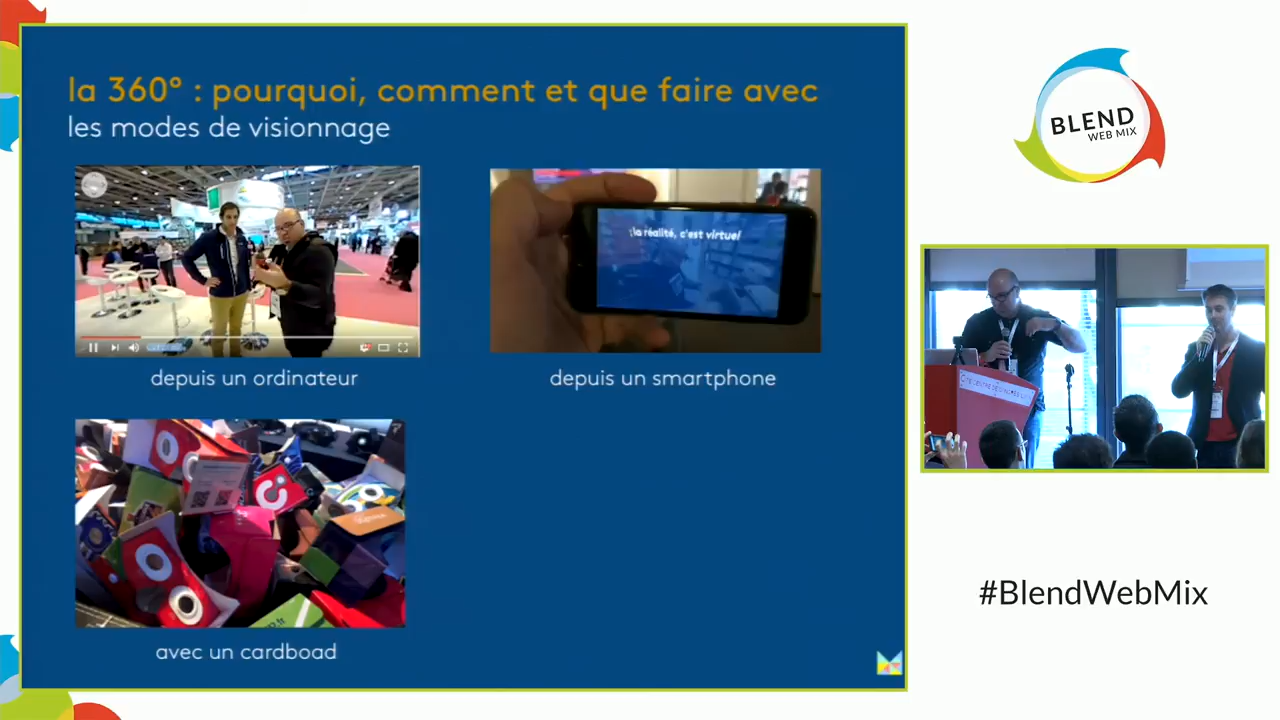 la 360° : pourquoi, comment et que faire avec
les modes de visionnage
la réalité, c'est virtuel
depuis un ordinateur
depuis un smartphone
avec un cardboad
BLEND
WEB MIX
#BlendWebMix